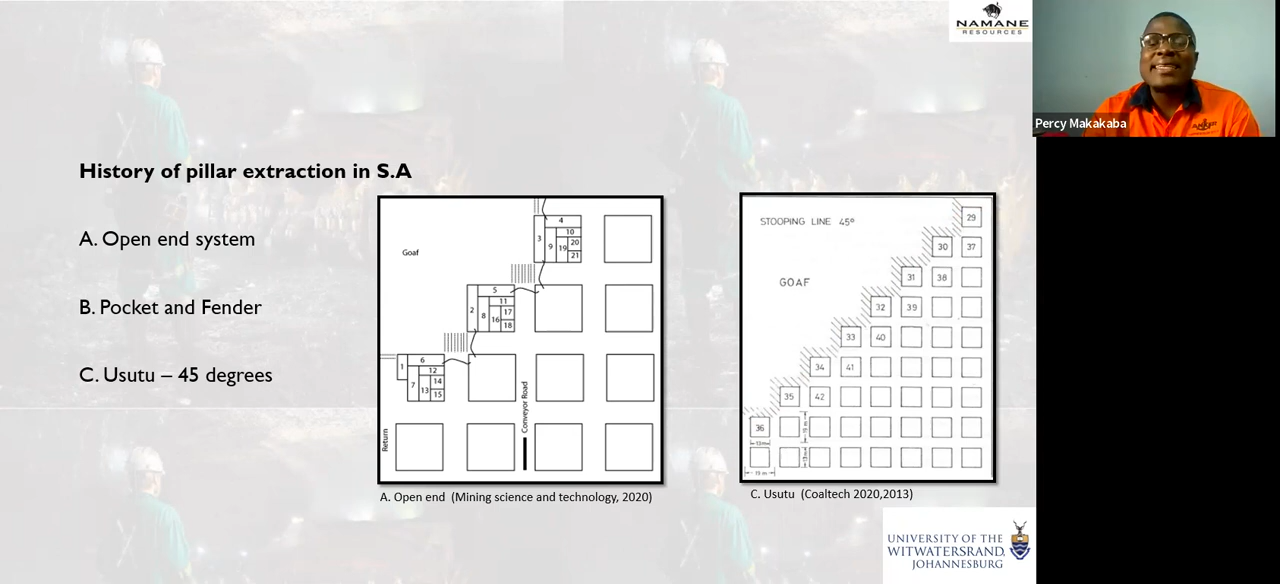 NAMANE
RESOURCES
Percy Makakaba
History of pillar extraction in S.A
A. Open end system
B. Pocket and Fender
C. Usutu – 45 degrees
Goaf
4
3
9
10
19
20
21
5
2
8
11
16
17
18
1
6
7
12
13
14
15
Conveyor Road
Return
A. Open end (Mining science and technology, 2020)
STOOPING LINE 45°
GOAF
29
30 37
31 38
32 39
33 40
34 41
35 42
36
13m
19 m
19 m
13m
C. Usutu (Coaltech 2020,2013)
UNIVERSITY OF THE
WITWATERSRAND,
JOHANNESBURG